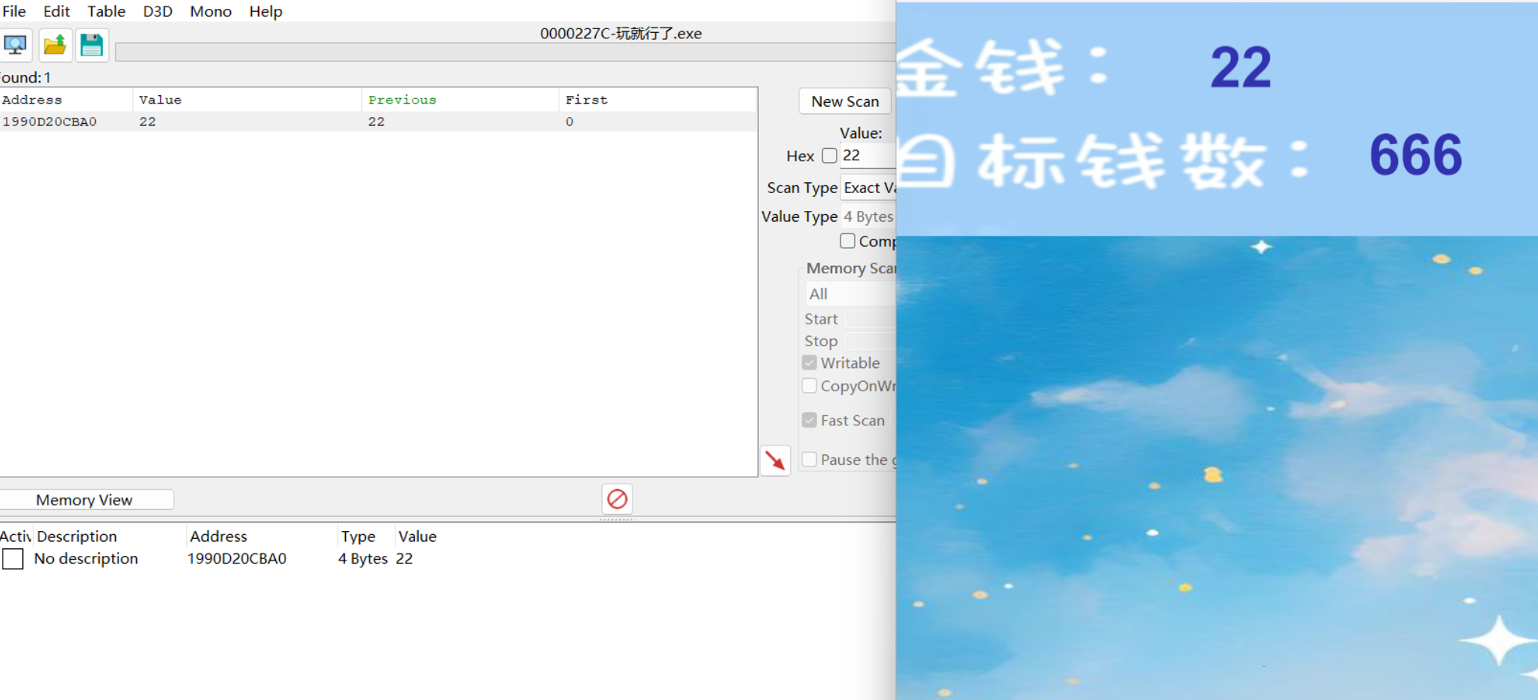 File Edit Table D3D Mono Help
0000227C-玩就行了.exe
ound:1
Address Value Previous First
1990D20CBA0 22 22 0
New Scan
Value:
Hex 22
Scan Type Exact Va
Value Type 4 Bytes
Comp
Memory Scan
All
Start
Stop
Writable
CopyOnWr
Fast Scan
Pause the g
Memory View
Activ Description Address Type Value
No description 1990D20CBA0 4 Bytes 22
金钱: 22
目标钱数: 666